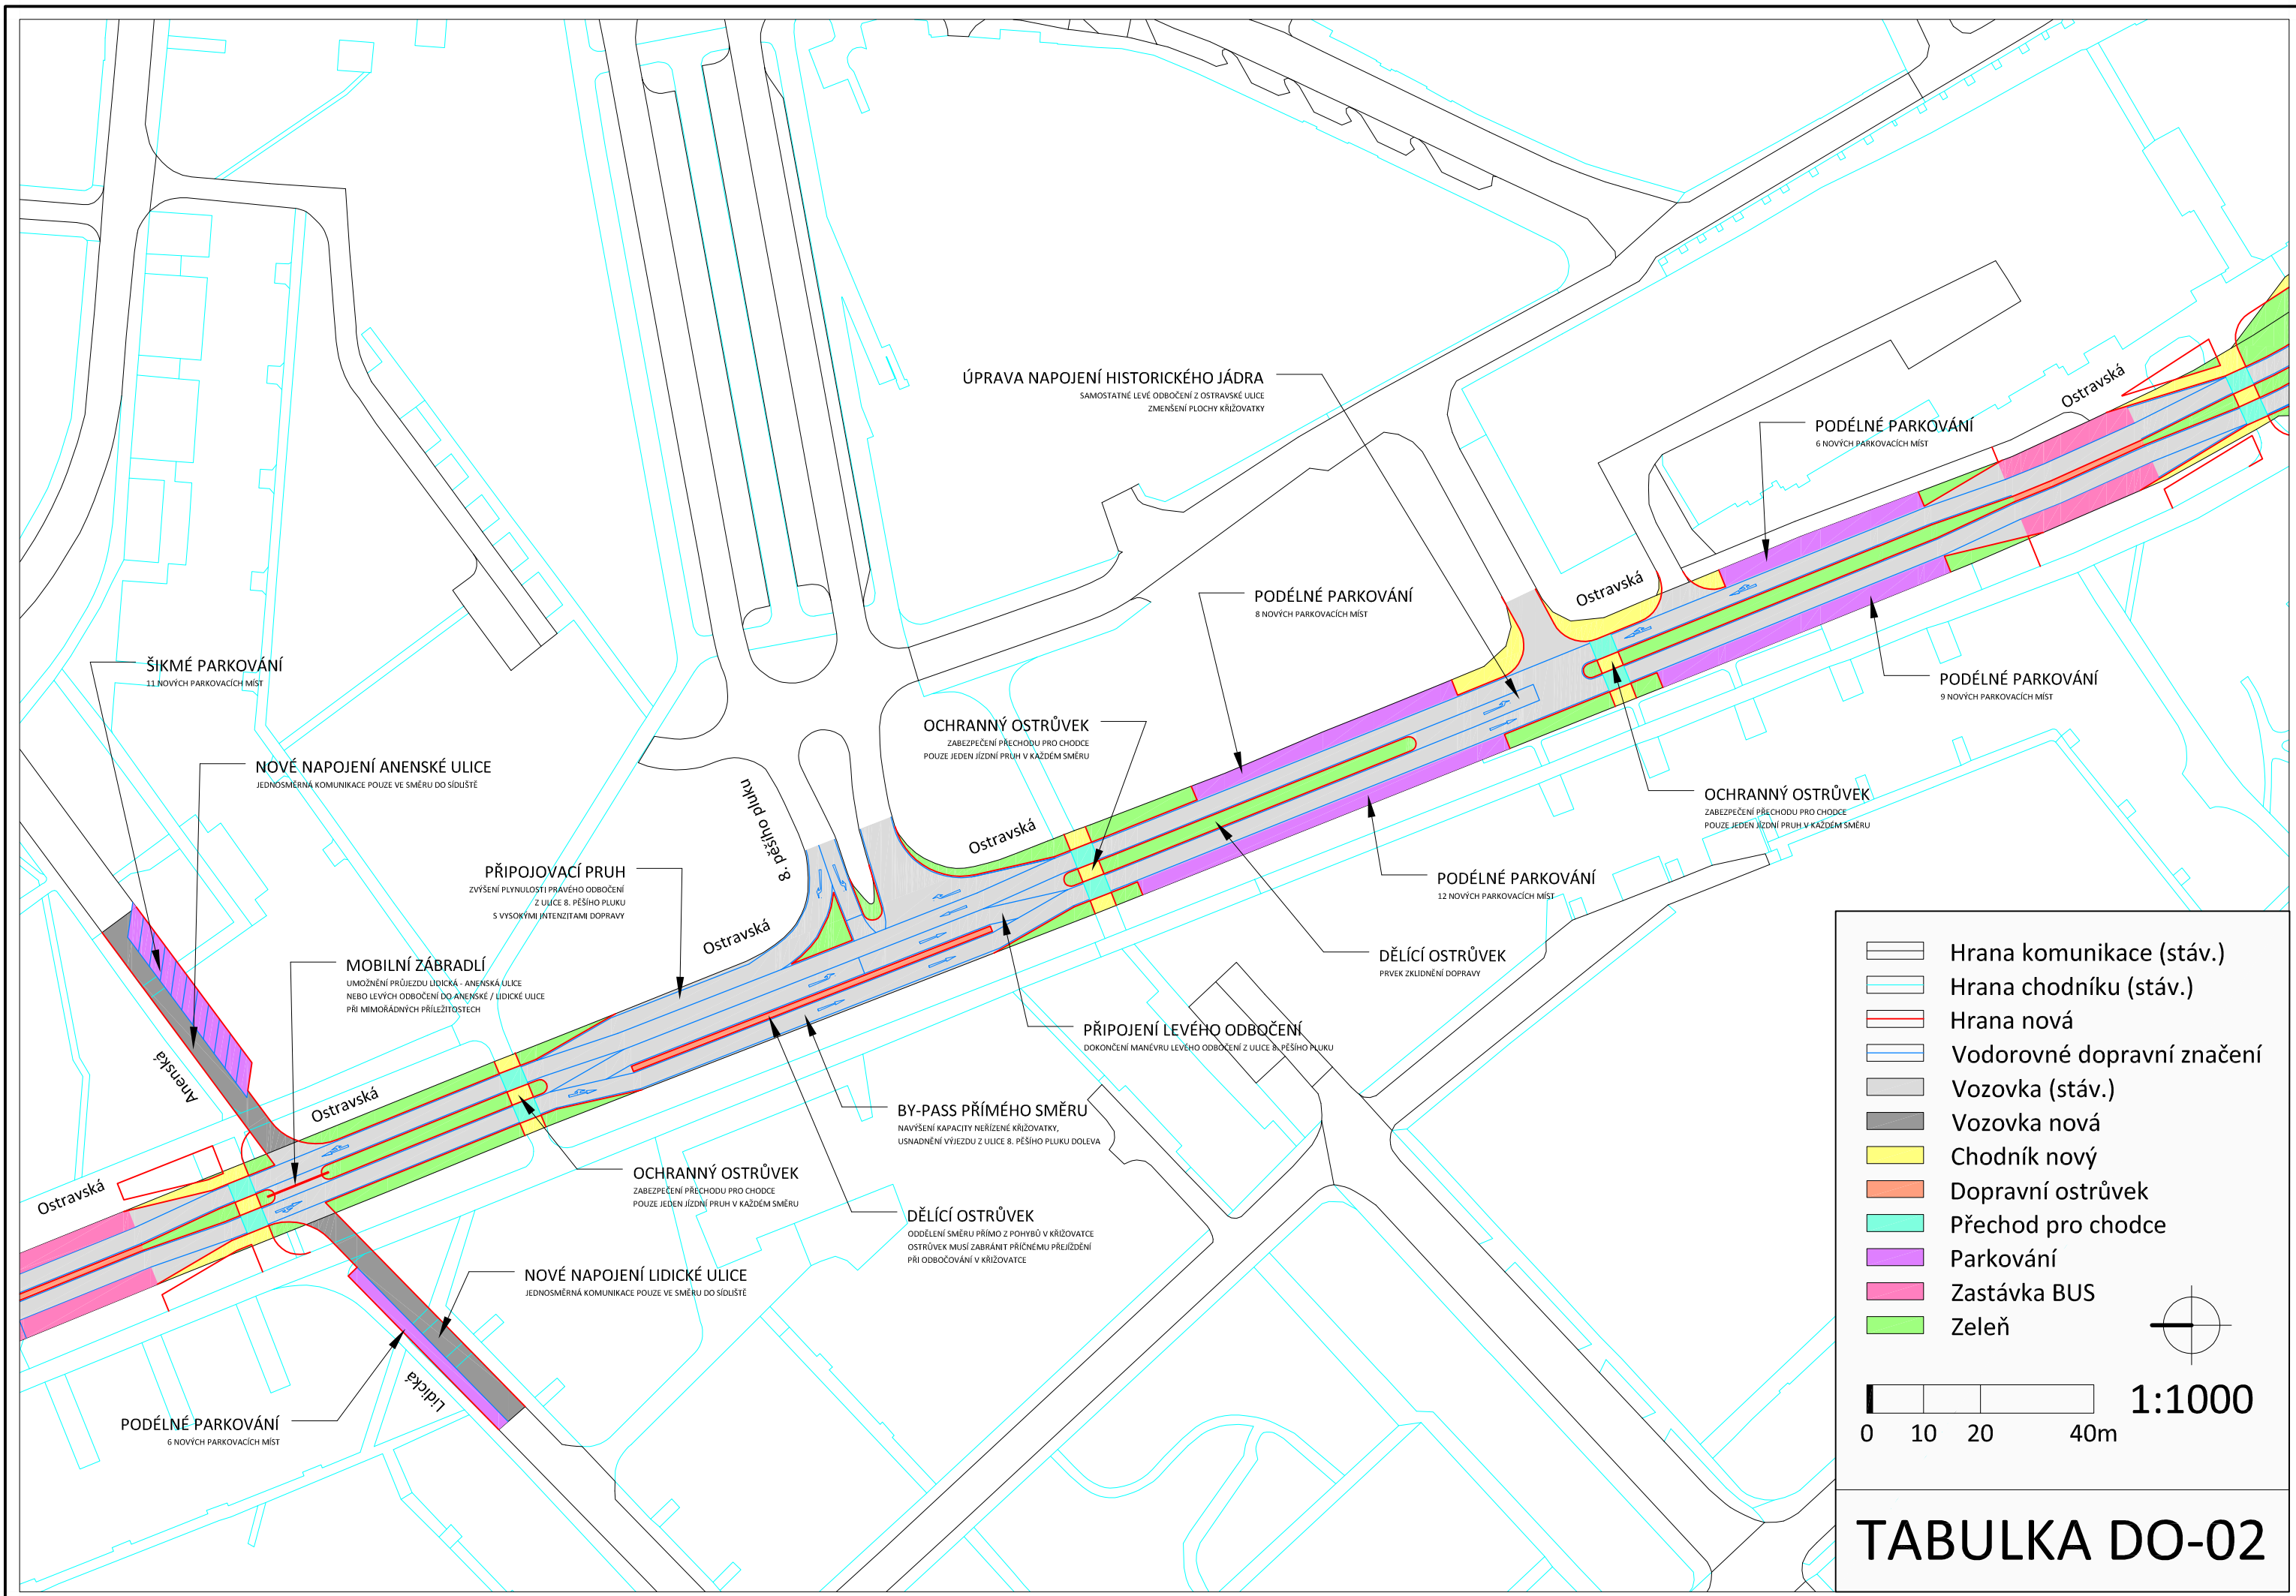 ÚPRAVA NAPOJENÍ HISTORICKÉHO JÁDRA
SAMOSTATNÉ LEVÉ ODBOČENÍ Z OSTRAVSKÉ ULICE
ZMENŠENÍ PLOCHY KŘIŽOVATKY
Ostravská
PODÉLNÉ PARKOVÁNÍ
6 NOVÝCH PARKOVACÍCH MÍST
PODÉLNÉ PARKOVÁNÍ
8 NOVÝCH PARKOVACÍCH MÍST
Ostravská
ŠIKMÉ PARKOVÁNÍ
11 NOVÝCH PARKOVACÍCH MÍST
PODÉLNÉ PARKOVÁNÍ
9 NOVÝCH PARKOVACÍCH MÍST
OCHRANNÝ OSTRŮVEK
ZABEZPEČENÍ PŘECHODU PRO CHODCE
POUZE JEDEN JÍZDNÍ PRUH V KAŽDÉM SMĚRU
NOVÉ NAPOJENÍ ANENSKÉ ULICE
JEDNOSMĚRNÁ KOMUNIKACE POUZE VE SMĚRU DO SÍDLIŠTĚ
8. pěšího pluku
OCHRANNÝ OSTRŮVEK
ZABEZPEČENÍ PŘECHODU PRO CHODCE
POUZE JEDEN JÍZDNÍ PRUH V KAŽDÉM SMĚRU
Ostravská
PŘIPOJOVACÍ PRUH
ZVÝŠENÍ PLYNULOSTI PRAVÉHO ODBOČENÍ
Z ULICE 8. PĚŠÍHO PLUKU
S VYSOKÝMI INTENZITAMI DOPRAVY
PODÉLNÉ PARKOVÁNÍ
12 NOVÝCH PARKOVACÍCH MÍST
Ostravská
DĚLÍCÍ OSTRŮVEK
PRVEK ZKLIDNĚNÍ DOPRAVY
MOBILNÍ ZÁBRADLÍ
UMOŽNĚNÍ PRŮJEZDU LIDICKÁ - ANENSKÁ ULICE
NEBO LEVÝCH ODBOČENÍ DO ANENSKÉ / LIDICKÉ ULICE
PŘI MIMOŘÁDNÝCH PŘÍLEŽITOSTECH
PŘIPOJENÍ LEVÉHO ODBOČENÍ
DOKONČENÍ MANÉVRU LEVÉHO ODBOČENÍ Z ULICE 8. PĚŠÍHO PLUKU
Anenská
Ostravská
BY-PASS PŘÍMÉHO SMĚRU
NAVÝŠENÍ KAPACITY NEŘÍZENÉ KŘIŽOVATKY,
USNADNĚNÍ VÝJEZDU Z ULICE 8. PĚŠÍHO PLUKU DOLEVA
OCHRANNÝ OSTRŮVEK
ZABEZPEČENÍ PŘECHODU PRO CHODCE
POUZE JEDEN JÍZDNÍ PRUH V KAŽDÉM SMĚRU
Ostravská
DĚLÍCÍ OSTRŮVEK
ODDĚLENÍ SMĚRU PŘÍMO Z POHYBŮ V KŘIŽOVATCE
OSTRŮVEK MUSÍ ZABRÁNIT PŘÍČNÉMU PŘEJÍŽDĚNÍ
PŘI ODBOČOVÁNÍ V KŘIŽOVATCE
NOVÉ NAPOJENÍ LIDICKÉ ULICE
JEDNOSMĚRNÁ KOMUNIKACE POUZE VE SMĚRU DO SÍDLIŠTĚ
Lidická
PODÉLNÉ PARKOVÁNÍ
6 NOVÝCH PARKOVACÍCH MÍST
Hrana komunikace (stáv.)
Hrana chodníku (stáv.)
Hrana nová
Vodorovné dopravní značení
Vozovka (stáv.)
Vozovka nová
Chodník nový
Dopravní ostrůvek
Přechod pro chodce
Parkování
Zastávka BUS
Zeleň
1:1000
0 10 20 40m
TABULKA DO-02